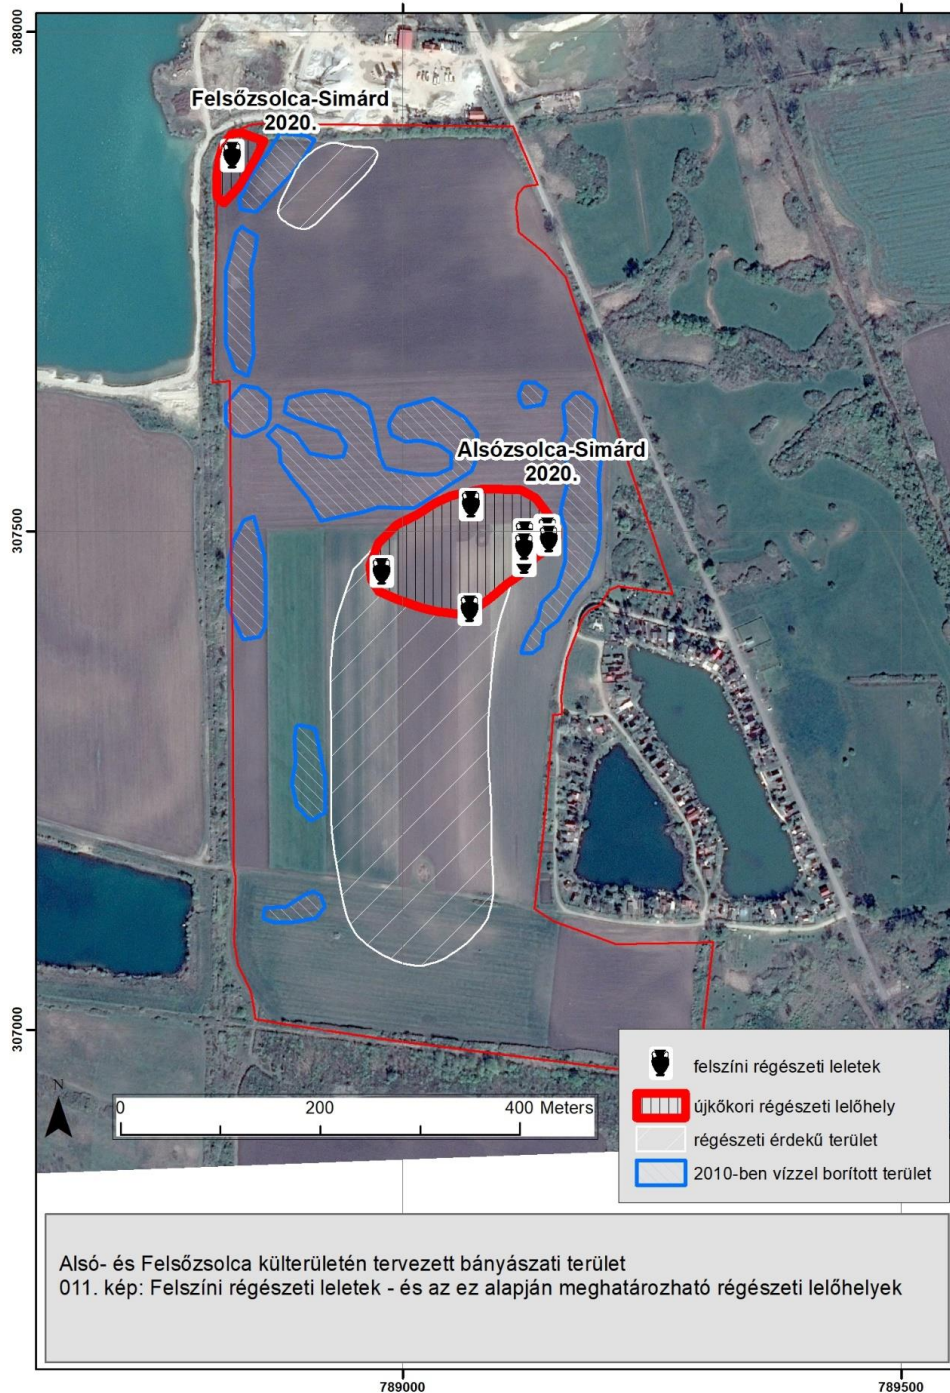 308000
Felsőzsolca-Simárd
2020.
Alsózsolca-Simárd
2020.
307500
307000
N
0 200 400 Meters
felszíni régészeti leletek
újkőkori régészeti lelőhely
régészeti érdekű terület
2010-ben vízzel borított terület
Alsó- és Felsőzsolca külterületén tervezett bányászati terület
011. kép: Felszíni régészeti leletek - és az ez alapján meghatározható régészeti lelőhelyek
789000 789500